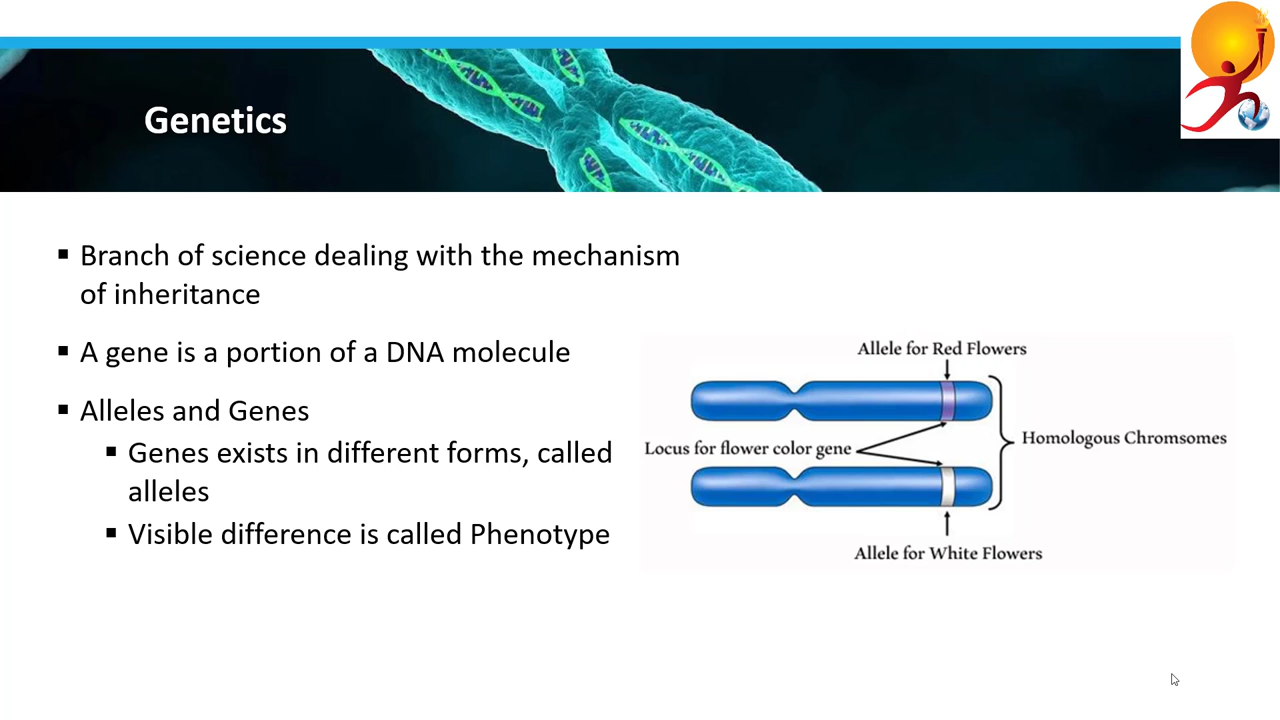 Genetics
Branch of science dealing with the mechanism
of inheritance
A gene is a portion of a DNA molecule
Alleles and Genes
Genes exists in different forms, called
alleles
Visible difference is called Phenotype
Allele for Red Flowers
Locus for flower color gene
Homologous Chromsomes
Allele for White Flowers